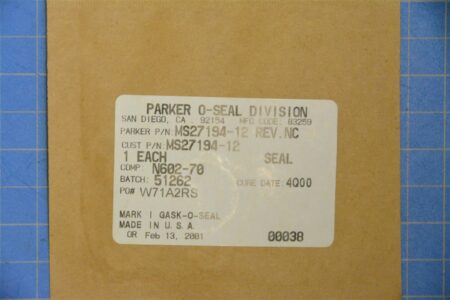 PARKER O-SEAL DIVISION
SAN DIEGO, CA 92154 MFG CODE: 83259
PARKER P/N: MS27194-12 REV.NC
CUST P/N: MS27194-12
1 EACH SEAL
COMP: N602-70
BATCH: 51262 CURE DATE: 4Q00
PO# W71A2RS
MARK I GASK-O-SEAL
MADE IN U.S.A.
OR Feb 13, 2001 00038